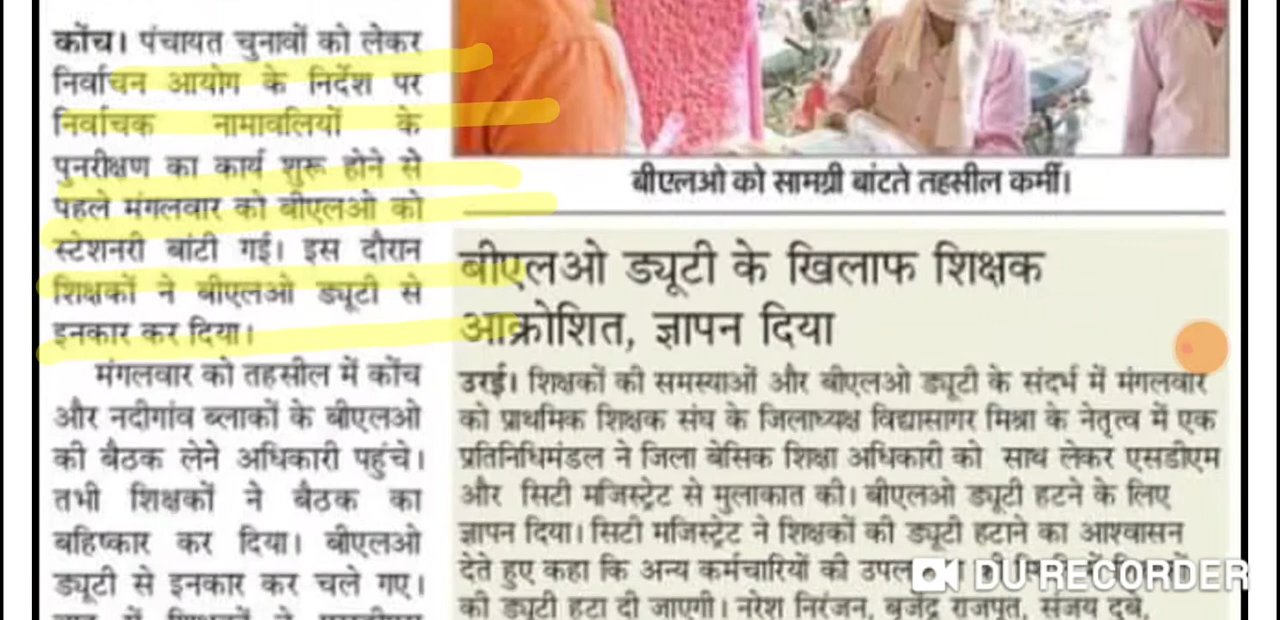 कोंच। पंचायत चुनावों को लेकर
निर्वाचन आयोग के निर्देश पर
निर्वाचक नामावलियों के
पुनरीक्षण का कार्य शुरू होने से
पहले मंगलवार को बीएलओ को
स्टेशनरी बांटी गई। इस दौरान
शिक्षकों ने बीएलओ ड्यूटी से
इनकार कर दिया।
मंगलवार को तहसील में कोंच
और नदीगांव ब्लाकों के बीएलओ
की बैठक लेने अधिकारी पहुंचे।
तभी शिक्षकों ने बैठक का
बहिष्कार कर दिया। बीएलओ
ड्यूटी से इनकार कर चले गए।
बीएलओ को सामग्री बांटते तहसील कर्मी।
बीएलओ ड्यूटी के खिलाफ शिक्षक
आक्रोशित, ज्ञापन दिया
उरई। शिक्षकों की समस्याओं और बीएलओ ड्यूटी के संदर्भ में मंगलवार
को प्राथमिक शिक्षक संघ के जिलाध्यक्ष विद्यासागर मिश्रा के नेतृत्व में एक
प्रतिनिधिमंडल ने जिला बेसिक शिक्षा अधिकारी को साथ लेकर एसडीएम
और सिटी मजिस्ट्रेट से मुलाकात की। बीएलओ ड्यूटी हटने के लिए
ज्ञापन दिया। सिटी मजिस्ट्रेट ने शिक्षकों की ड्यूटी हटाने का आश्वासन
देते हुए कहा कि अन्य कर्मचारियों की
की ड्यूटी हटा दी जाएगी। नरेश निरंजन, बृजेंद्र राजपूत, संजय दुबे,
DU RECORDER